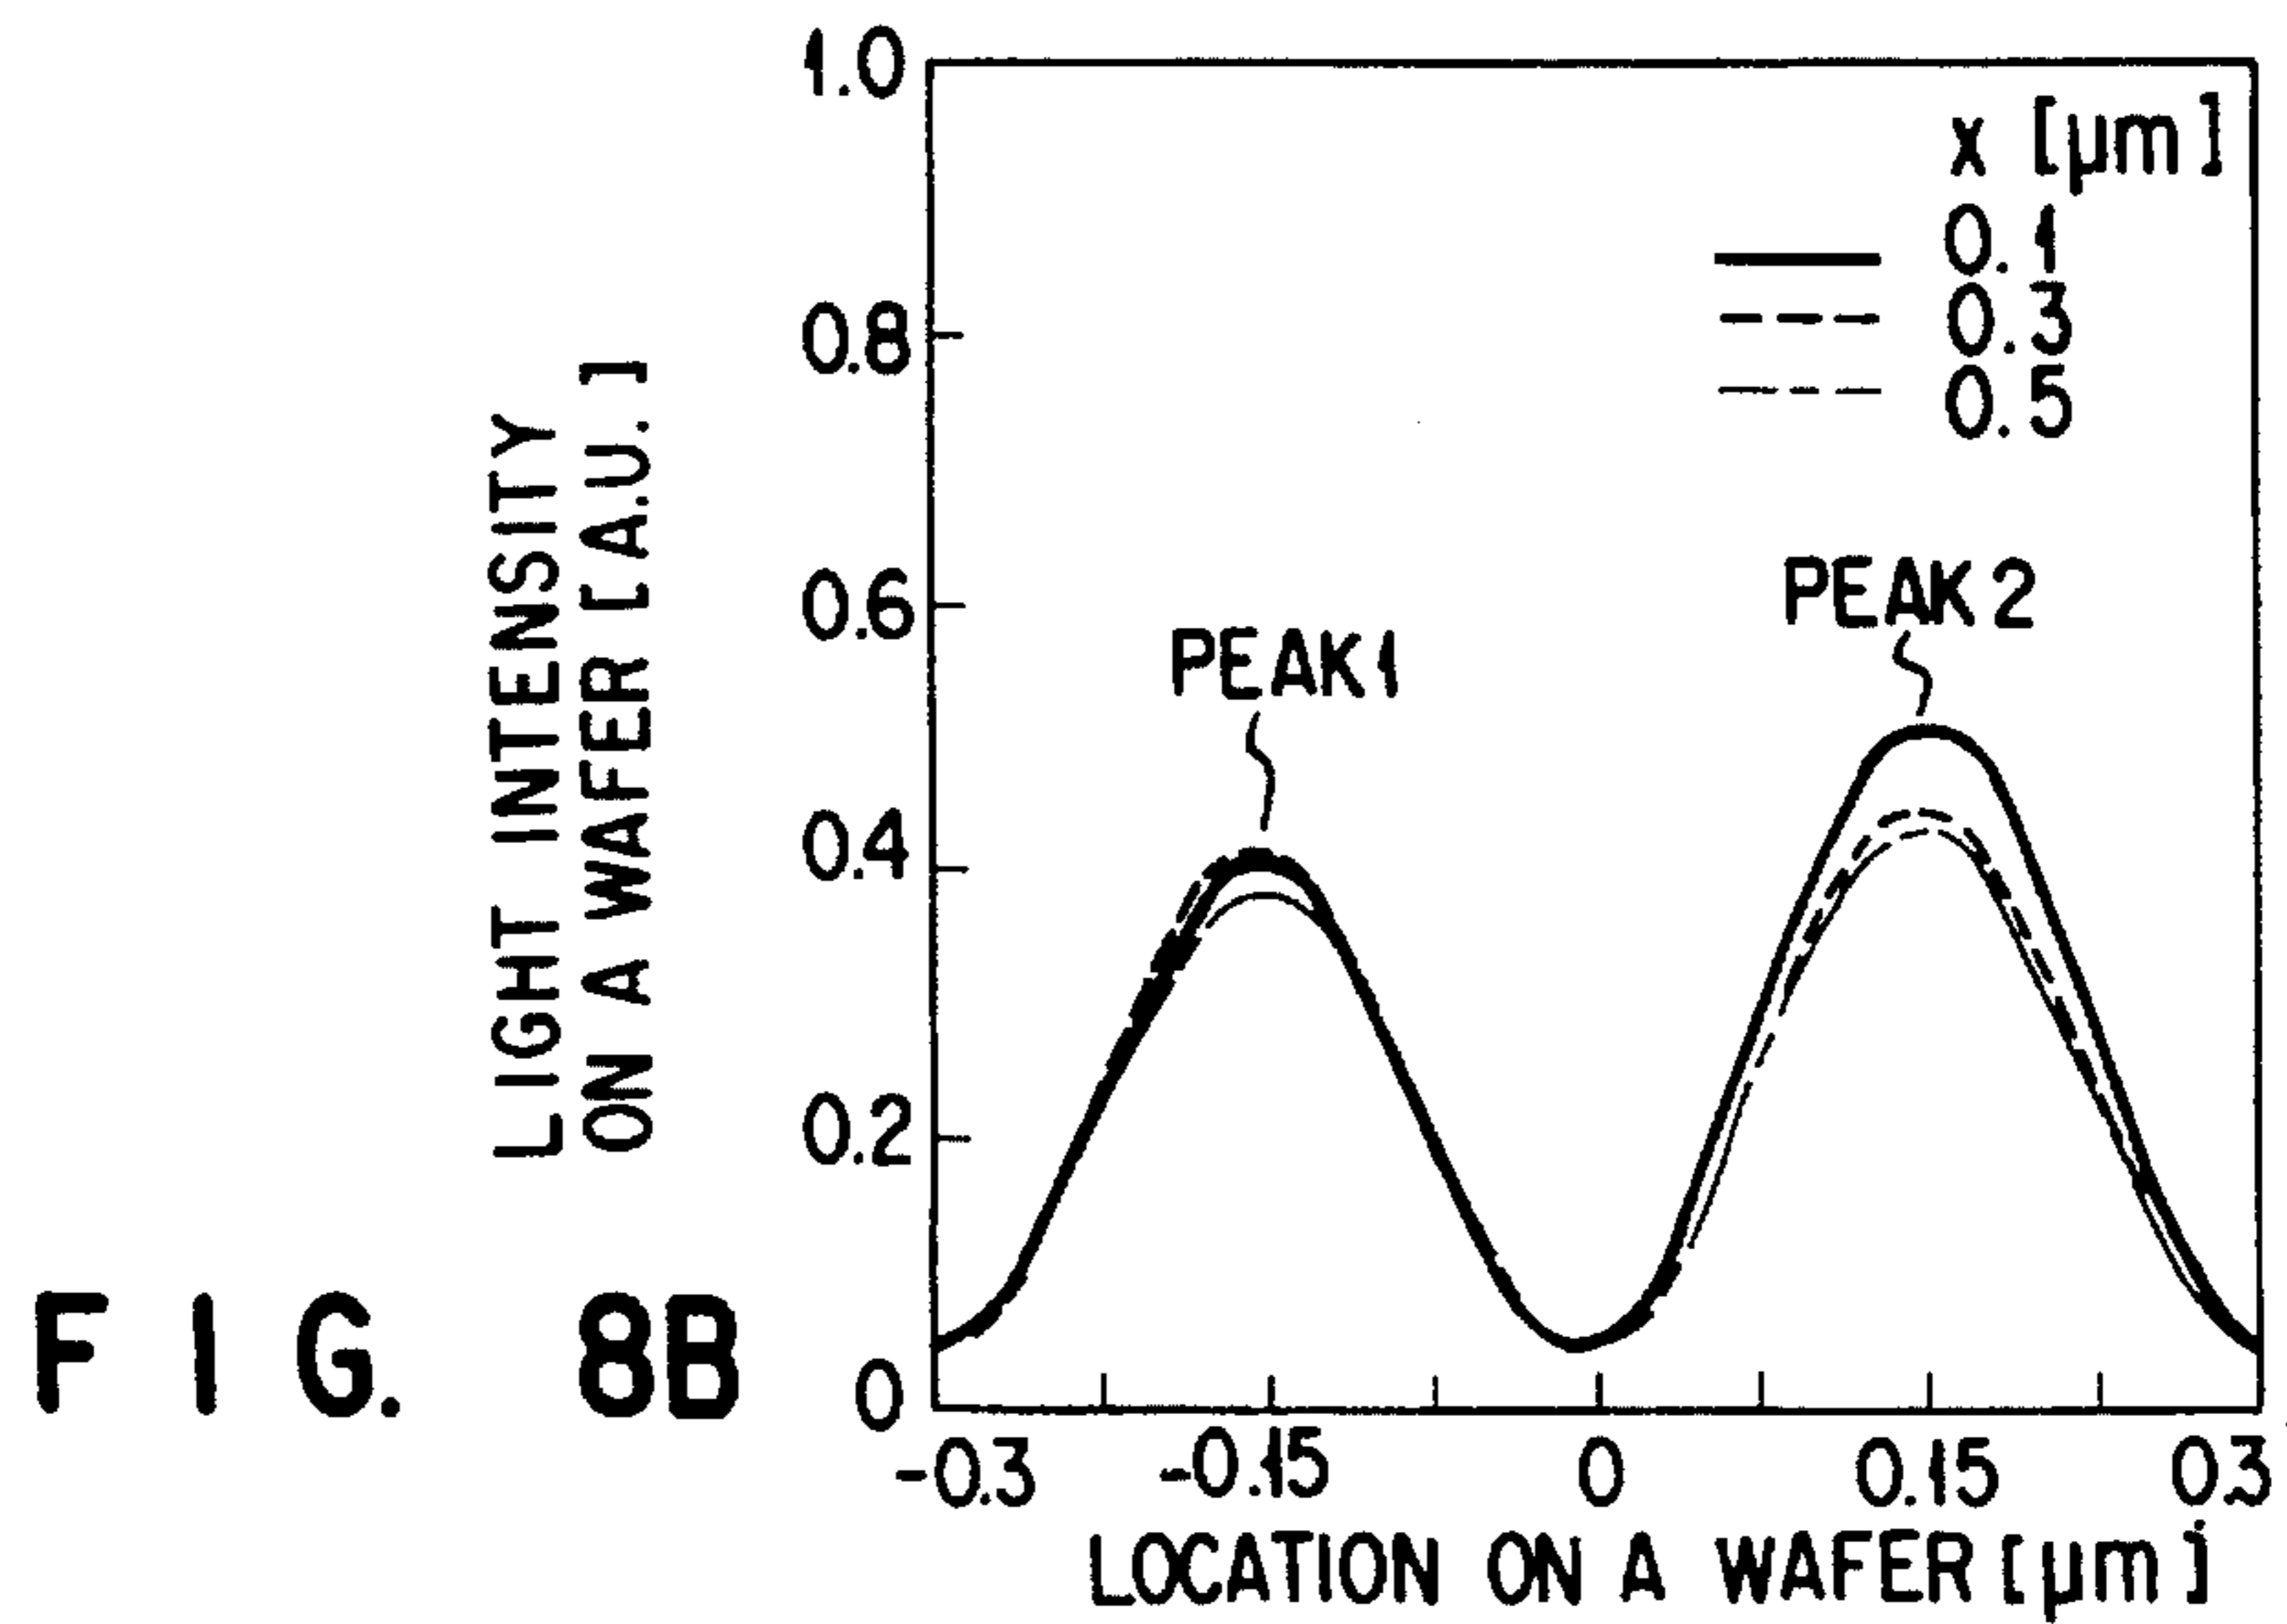 1.0
0.8
0.6
0.4
0.2
0
LIGHT INTENSITY
ON A WAFER [A.U.]
x [µm]
0.1
0.3
0.5
PEAK1
PEAK2
-0.3
-0.15
0
0.15
0.3
LOCATION ON A WAFER [µm]
FIG. 8B